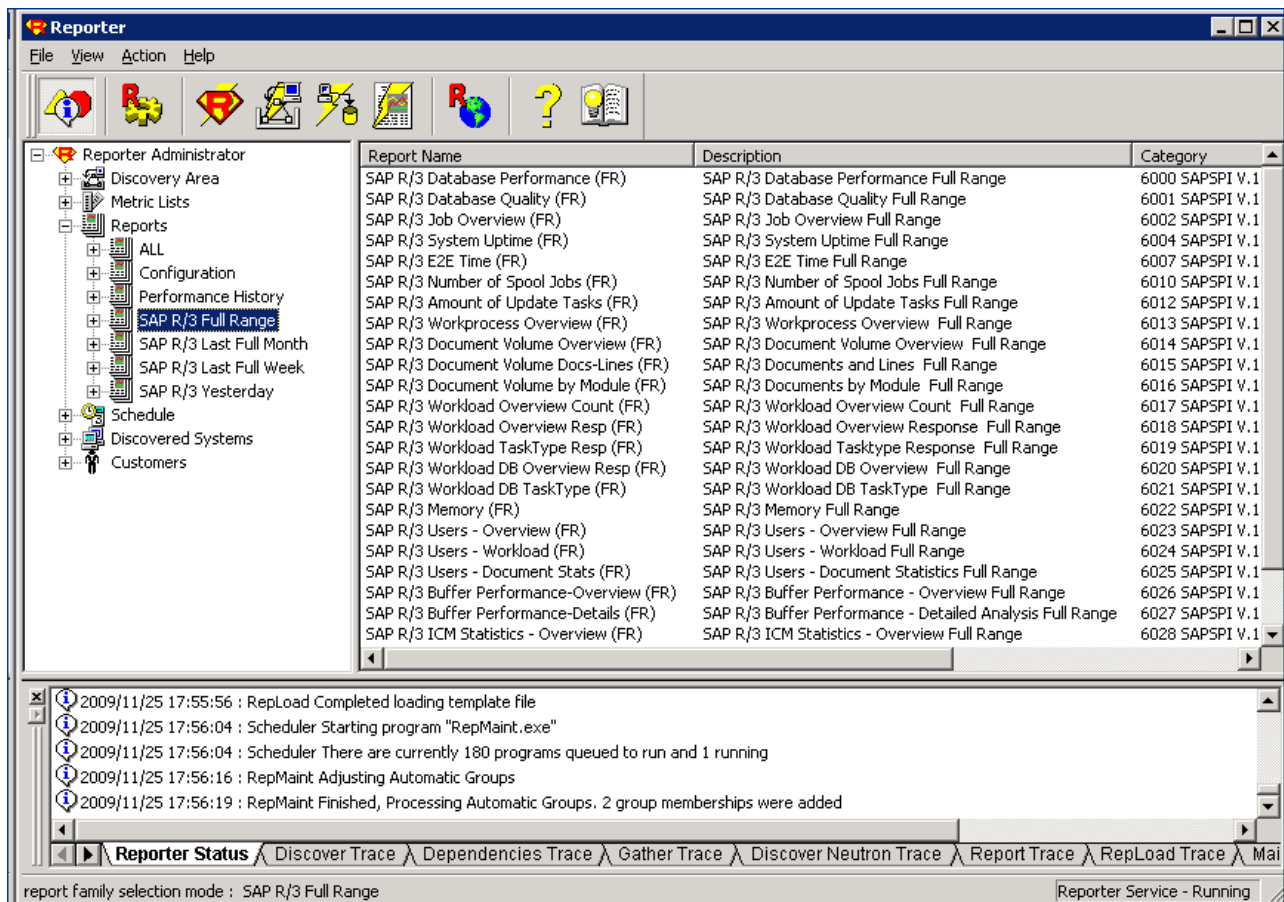 Reporter
File View Action Help
Reporter Administrator
Discovery Area
Metric Lists
Reports
ALL
Configuration
Performance History
SAP R/3 Full Range
SAP R/3 Last Full Month
SAP R/3 Last Full Week
SAP R/3 Yesterday
Schedule
Discovered Systems
Customers
Report Name Description Category
SAP R/3 Database Performance (FR) SAP R/3 Database Performance Full Range 6000 SAPSPI V.1
SAP R/3 Database Quality (FR) SAP R/3 Database Quality Full Range 6001 SAPSPI V.1
SAP R/3 Job Overview (FR) SAP R/3 Job Overview Full Range 6002 SAPSPI V.1
SAP R/3 System Uptime (FR) SAP R/3 System Uptime Full Range 6004 SAPSPI V.1
SAP R/3 E2E Time (FR) SAP R/3 E2E Time Full Range 6007 SAPSPI V.1
SAP R/3 Number of Spool Jobs (FR) SAP R/3 Number of Spool Jobs Full Range 6010 SAPSPI V.1
SAP R/3 Amount of Update Tasks (FR) SAP R/3 Amount of Update Tasks Full Range 6012 SAPSPI V.1
SAP R/3 Workprocess Overview (FR) SAP R/3 Workprocess Overview Full Range 6013 SAPSPI V.1
SAP R/3 Document Volume Overview (FR) SAP R/3 Document Volume Overview Full Range 6014 SAPSPI V.1
SAP R/3 Document Volume Docs-Lines (FR) SAP R/3 Documents and Lines Full Range 6015 SAPSPI V.1
SAP R/3 Document Volume by Module (FR) SAP R/3 Documents by Module Full Range 6016 SAPSPI V.1
SAP R/3 Workload Overview Count (FR) SAP R/3 Workload Overview Count Full Range 6017 SAPSPI V.1
SAP R/3 Workload Overview Resp (FR) SAP R/3 Workload Overview Response Full Range 6018 SAPSPI V.1
SAP R/3 Workload TaskType Resp (FR) SAP R/3 Workload Tasktype Response Full Range 6019 SAPSPI V.1
SAP R/3 Workload DB Overview Resp (FR) SAP R/3 Workload DB Overview Full Range 6020 SAPSPI V.1
SAP R/3 Workload DB TaskType (FR) SAP R/3 Workload DB TaskType Full Range 6021 SAPSPI V.1
SAP R/3 Memory (FR) SAP R/3 Memory Full Range 6022 SAPSPI V.1
SAP R/3 Users - Overview (FR) SAP R/3 Users - Overview Full Range 6023 SAPSPI V.1
SAP R/3 Users - Workload (FR) SAP R/3 Users - Workload Full Range 6024 SAPSPI V.1
SAP R/3 Users - Document Stats (FR) SAP R/3 Users - Document Statistics Full Range 6025 SAPSPI V.1
SAP R/3 Buffer Performance-Overview (FR) SAP R/3 Buffer Performance - Overview Full Range 6026 SAPSPI V.1
SAP R/3 Buffer Performance-Details (FR) SAP R/3 Buffer Performance - Detailed Analysis Full Range 6027 SAPSPI V.1
SAP R/3 ICM Statistics - Overview (FR) SAP R/3 ICM Statistics - Overview Full Range 6028 SAPSPI V.1
2009/11/25 17:55:56 : RepLoad Completed loading template file
2009/11/25 17:56:04 : Scheduler Starting program "RepMaint.exe"
2009/11/25 17:56:04 : Scheduler There are currently 180 programs queued to run and 1 running
2009/11/25 17:56:16 : RepMaint Adjusting Automatic Groups
2009/11/25 17:56:19 : RepMaint Finished, Processing Automatic Groups. 2 group memberships were added
Reporter Status Discover Trace Dependencies Trace Gather Trace Discover Neutron Trace Report Trace RepLoad Trace Mai
report family selection mode : SAP R/3 Full Range Reporter Service - Running